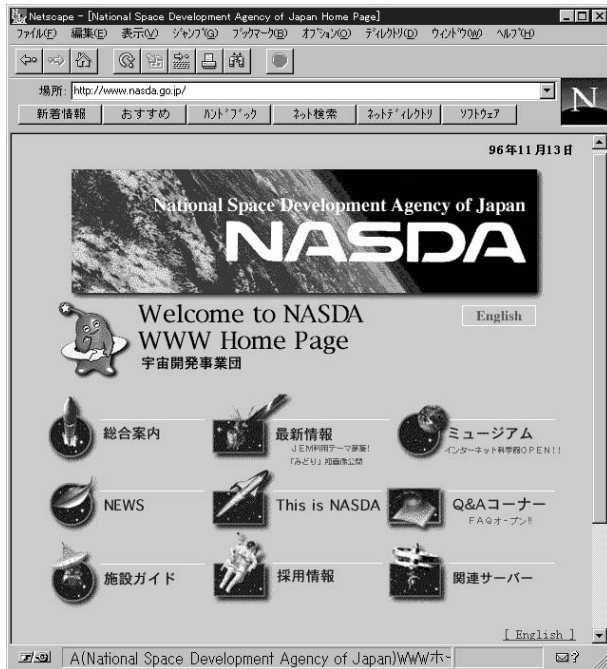 Netscape - [National Space Development Agency of Japan Home Page]
ファイル(F) 編集(E) 表示(V) ジャンプ(G) ブックマーク(B) オプション(O) ディレクトリ(D) ウィンドウ(W) ヘルプ(H)
場所: http://www.nasda.go.jp/
N
新着情報 おすすめ ハンドブック ネット検索 ネットディレクトリ ソフトウェア
96年11月13日
National Space Development Agency of Japan
NASDA
Welcome to NASDA
WWW Home Page
宇宙開発事業団
English
総合案内
最新情報
JEM利用テーマ募集!
「みどり」初画像公開
ミュージアム
インターネット科学館OPEN!!
NEWS
This is NASDA
Q&Aコーナー
FAQオープン!!
施設ガイド
採用情報
関連サーバー
[ English ]
A(National Space Development Agency of Japan)WWWホー
?